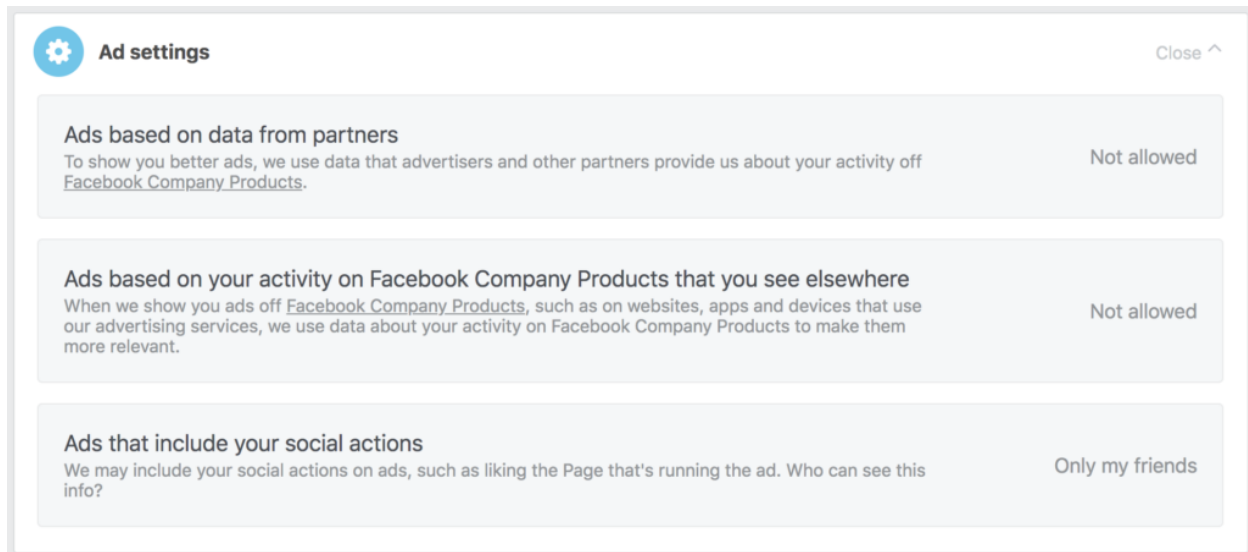 Ad settings
Close
Ads based on data from partners
To show you better ads, we use data that advertisers and other partners provide us about your activity off
Facebook Company Products.
Not allowed
Ads based on your activity on Facebook Company Products that you see elsewhere
When we show you ads off Facebook Company Products, such as on websites, apps and devices that use
our advertising services, we use data about your activity on Facebook Company Products to make them
more relevant.
Not allowed
Ads that include your social actions
We may include your social actions on ads, such as liking the Page that's running the ad. Who can see this
info?
Only my friends